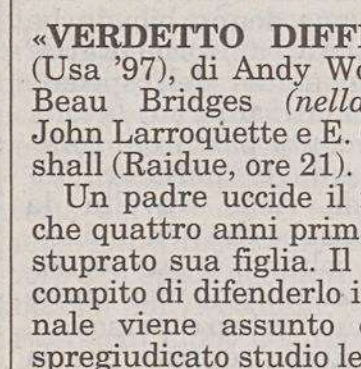 «VERDETTO DIFF
(Usa '97), di Andy Wo
Beau Bridges (nella
John Larroquette e E.
shall (Raidue, ore 21).
Un padre uccide il
che quattro anni prim
stuprato sua figlia. Il
compito di difenderlo i
nale viene assunto
spregiudicato studio le